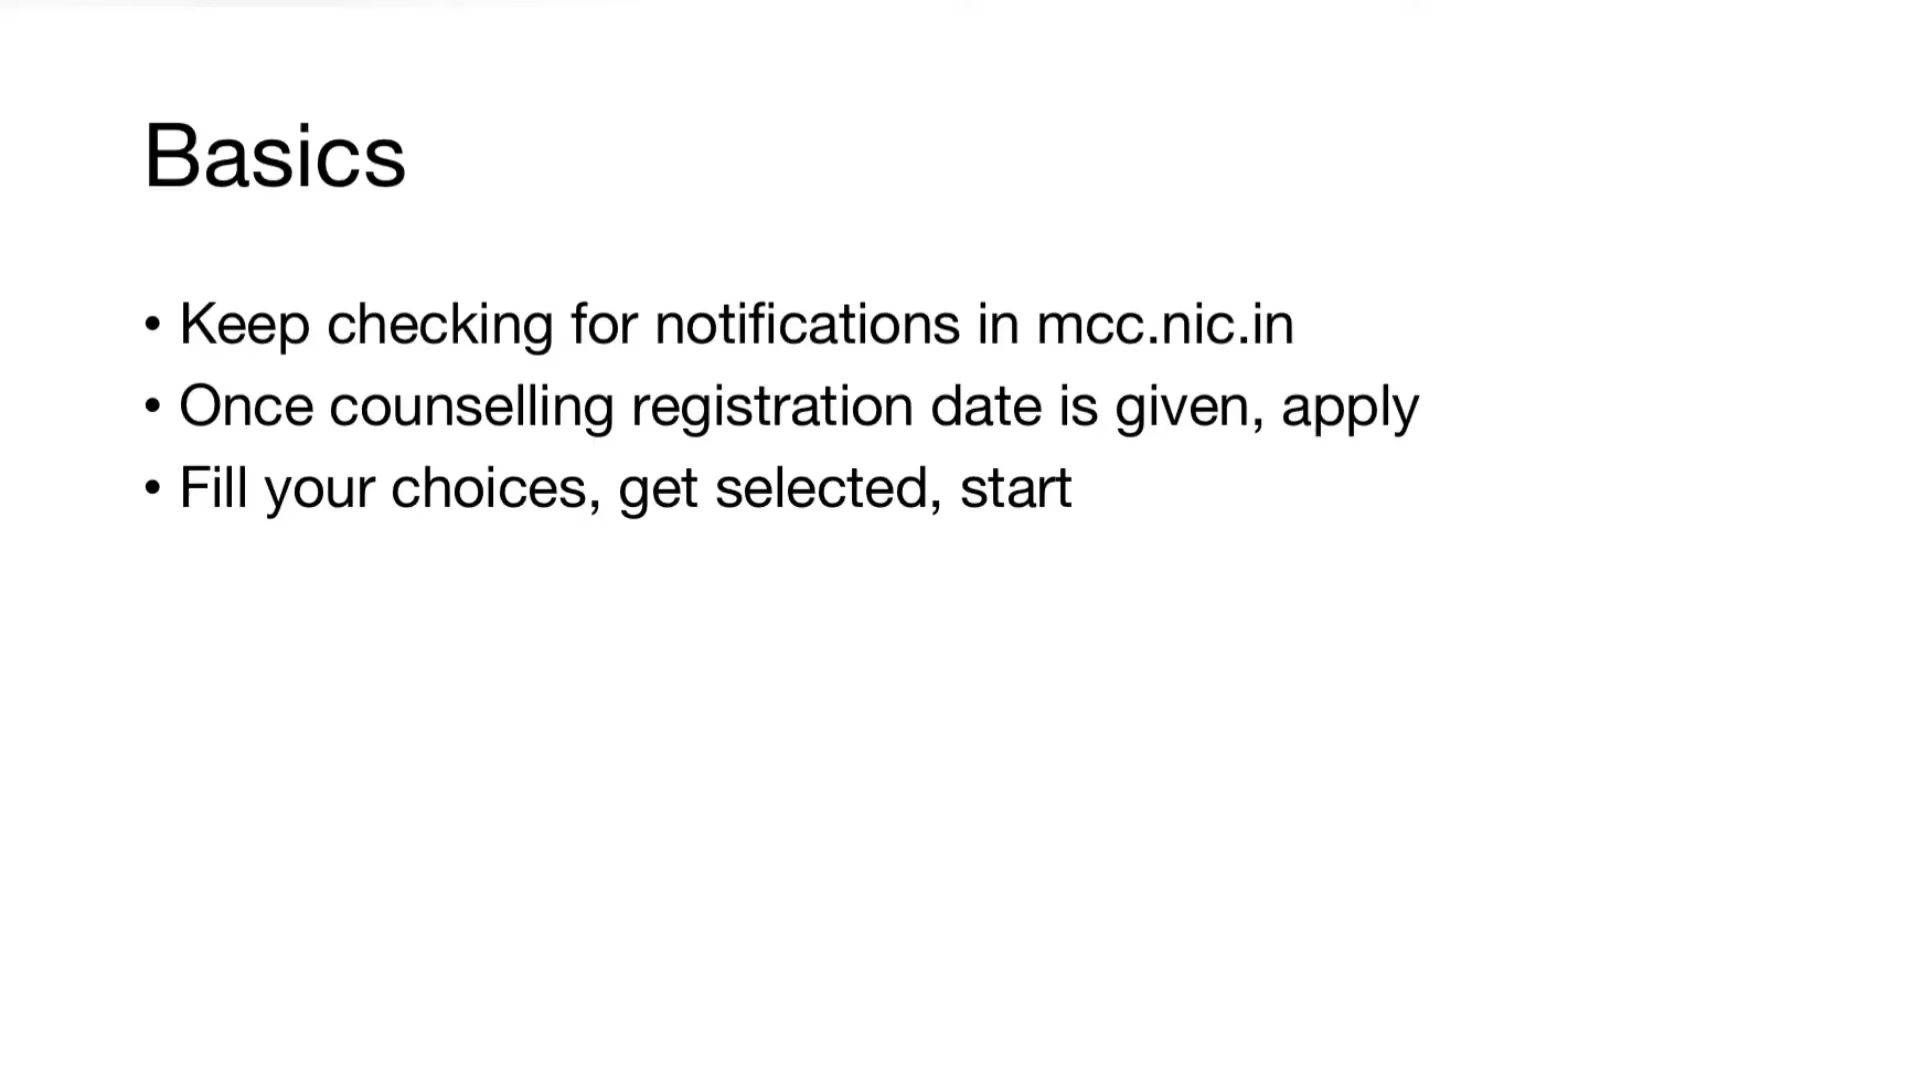 Basics
• Keep checking for notifications in mcc.nic.in
• Once counselling registration date is given, apply
• Fill your choices, get selected, start